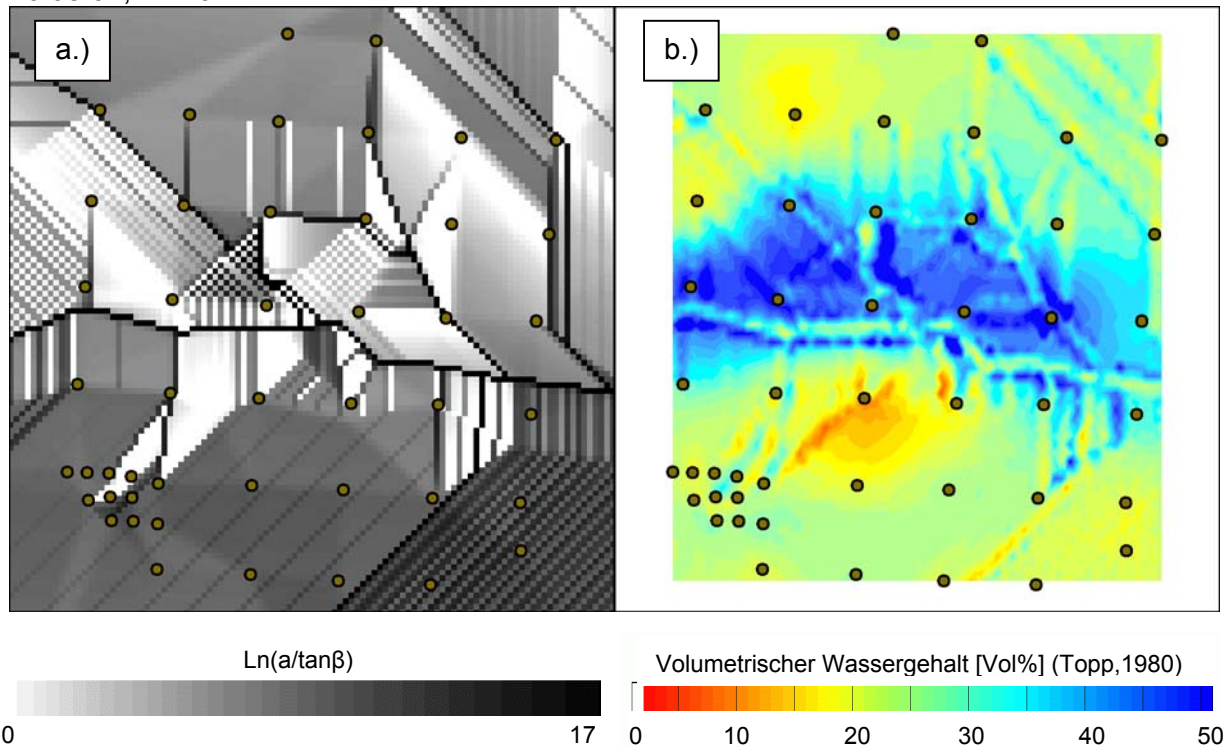 a.)
b.)
Ln(a/tanβ)
0 17
Volumetrischer Wassergehalt [Vol%] (Topp,1980)
0 10 20 30 40 50